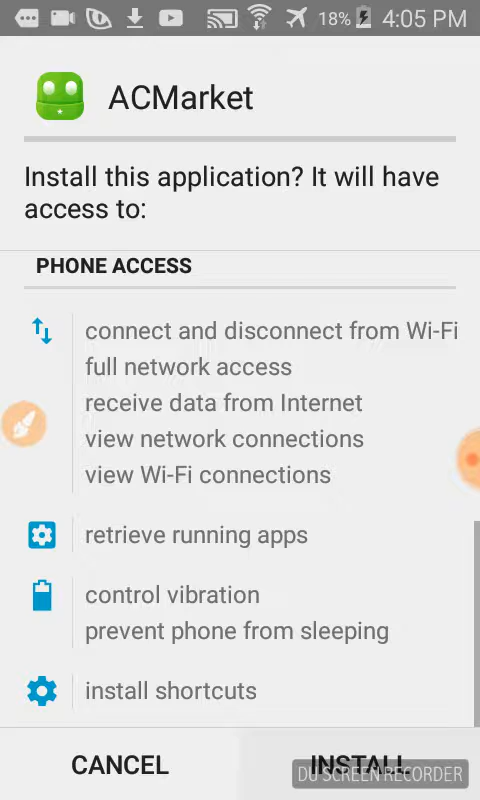 18% 4:05 PM
ACMarket
Install this application? It will have
access to:
PHONE ACCESS
connect and disconnect from Wi-Fi
full network access
receive data from Internet
view network connections
view Wi-Fi connections
retrieve running apps
control vibration
prevent phone from sleeping
install shortcuts
CANCEL INSTALL
DU SCREEN RECORDER